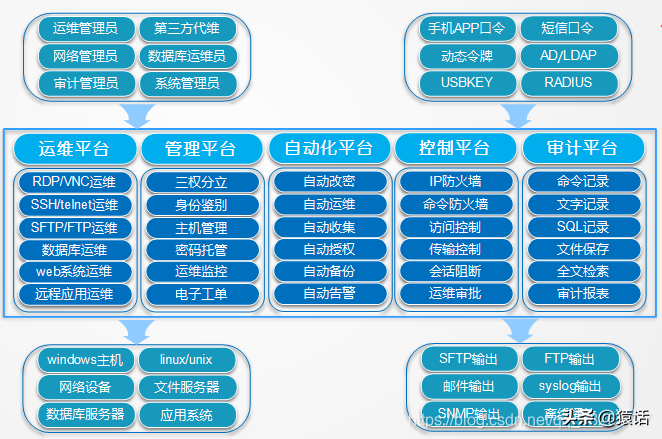 运维管理员 第三方代维
网络管理员 数据库运维员
审计管理员 系统管理员
手机APP口令 短信口令
动态令牌 AD/LDAP
USBKEY RADIUS
运维平台 管理平台 自动化平台 控制平台 审计平台
RDP/VNC运维 三权分立 自动改密 IP防火墙 命令记录
SSH/telnet运维 身份鉴别 自动运维 命令防火墙 文字记录
SFTP/FTP运维 主机管理 自动收集 访问控制 SQL记录
数据库运维 密码托管 自动授权 传输控制 文件保存
web系统运维 运维监控 自动备份 会话阻断 全文检索
远程应用运维 电子工单 自动告警 运维审批 审计报表
windows主机 linux/unix
网络设备 文件服务器
数据库服务器 应用系统
SFTP输出 FTP输出
邮件输出 syslog输出
SNMP输出
https://blog.csdn.net/
头条 @猿话